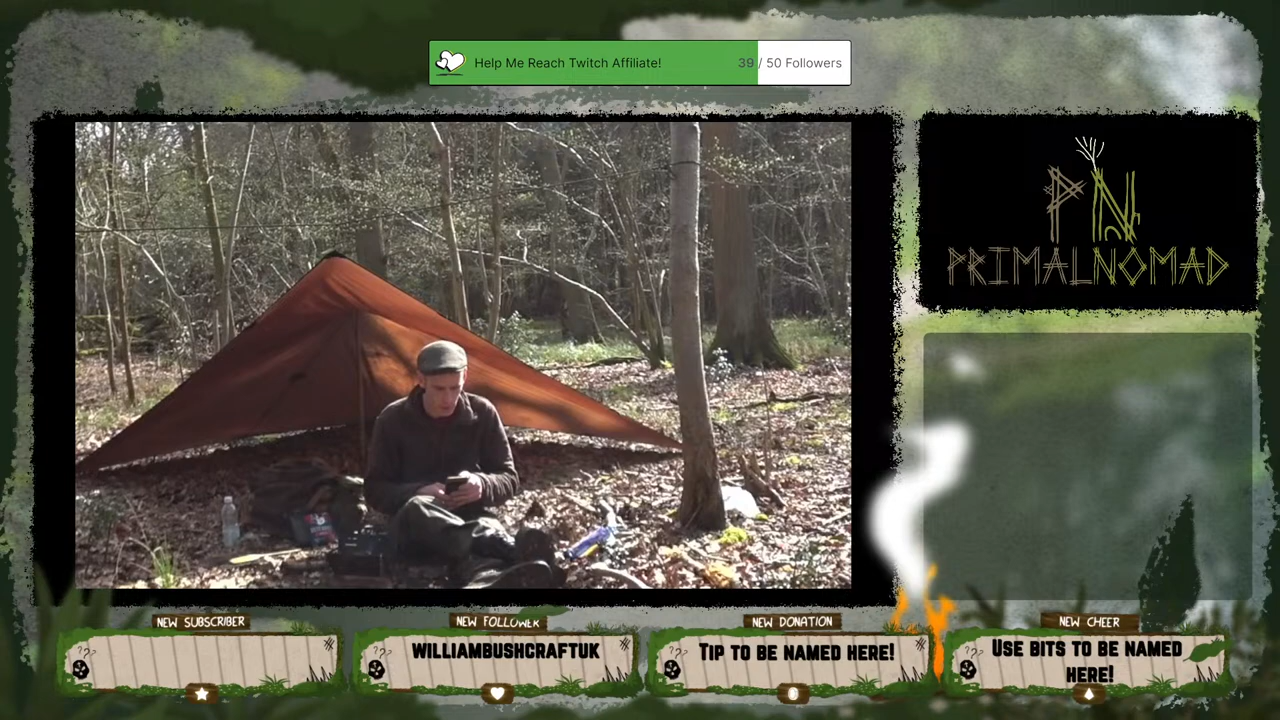 Help Me Reach Twitch Affiliate!
39 / 50 Followers
PN
PRIMALNOMAD
NEW SUBSCRIBER
NEW FOLLOWER
WILLIAMBUSHCRAFTUK
NEW DONATION
TIP TO BE NAMED HERE!
NEW CHEER
USE BITS TO BE NAMED
HERE!